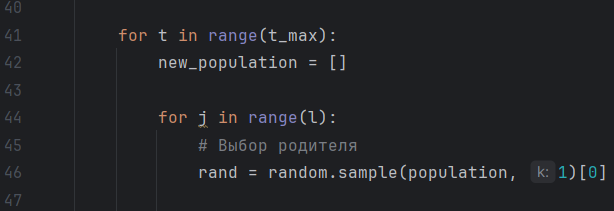 40
41 for t in range(t_max):
42 new_population = []
43
44 for j in range(l):
45 # Выбор родителя
46 rand = random.sample(population, k: 1)[0]
47